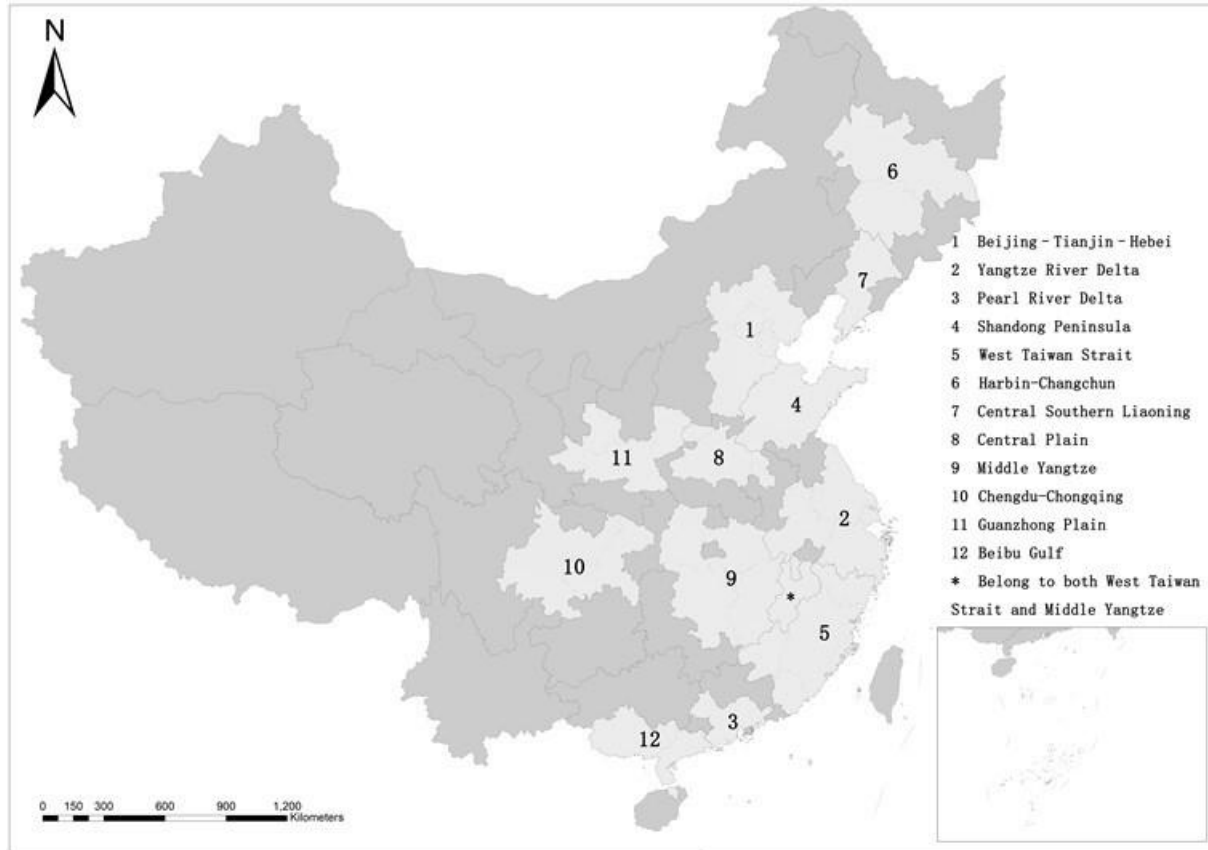 N
6
7
1
4
11
8
2
10
9
*
5
3
12
1 Beijing-Tianjin-Hebei
2 Yangtze River Delta
3 Pearl River Delta
4 Shandong Peninsula
5 West Taiwan Strait
6 Harbin-Changchun
7 Central Southern Liaoning
8 Central Plain
9 Middle Yangtze
10 Chengdu-Chongqing
11 Guanzhong Plain
12 Beibu Gulf
* Belong to both West Taiwan
Strait and Middle Yangtze
0 150 300 600 900 1,200
Kilometers